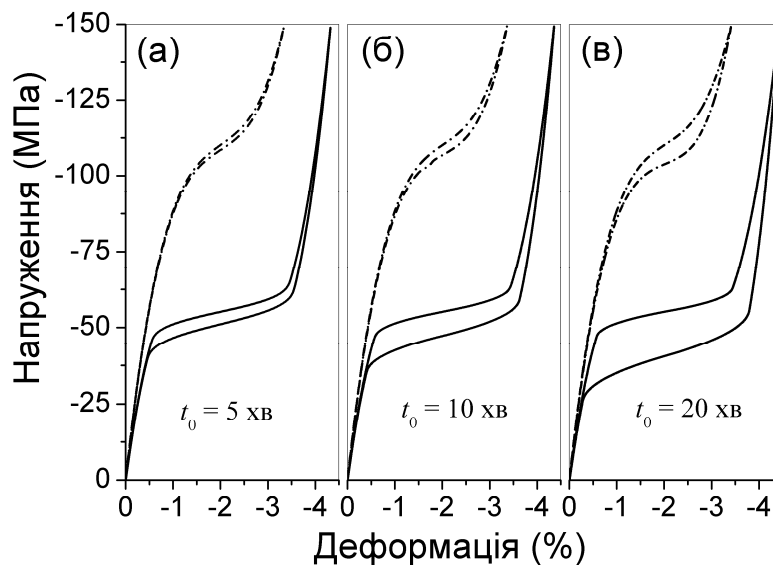 Напруження (МПа)
-150
-125
-100
-75
-50
-25
0
(а)
(б)
(в)
t₀ = 5 хв
t₀ = 10 хв
t₀ = 20 хв
0 -1 -2 -3 -4
0 -1 -2 -3 -4
0 -1 -2 -3 -4
Деформація (%)